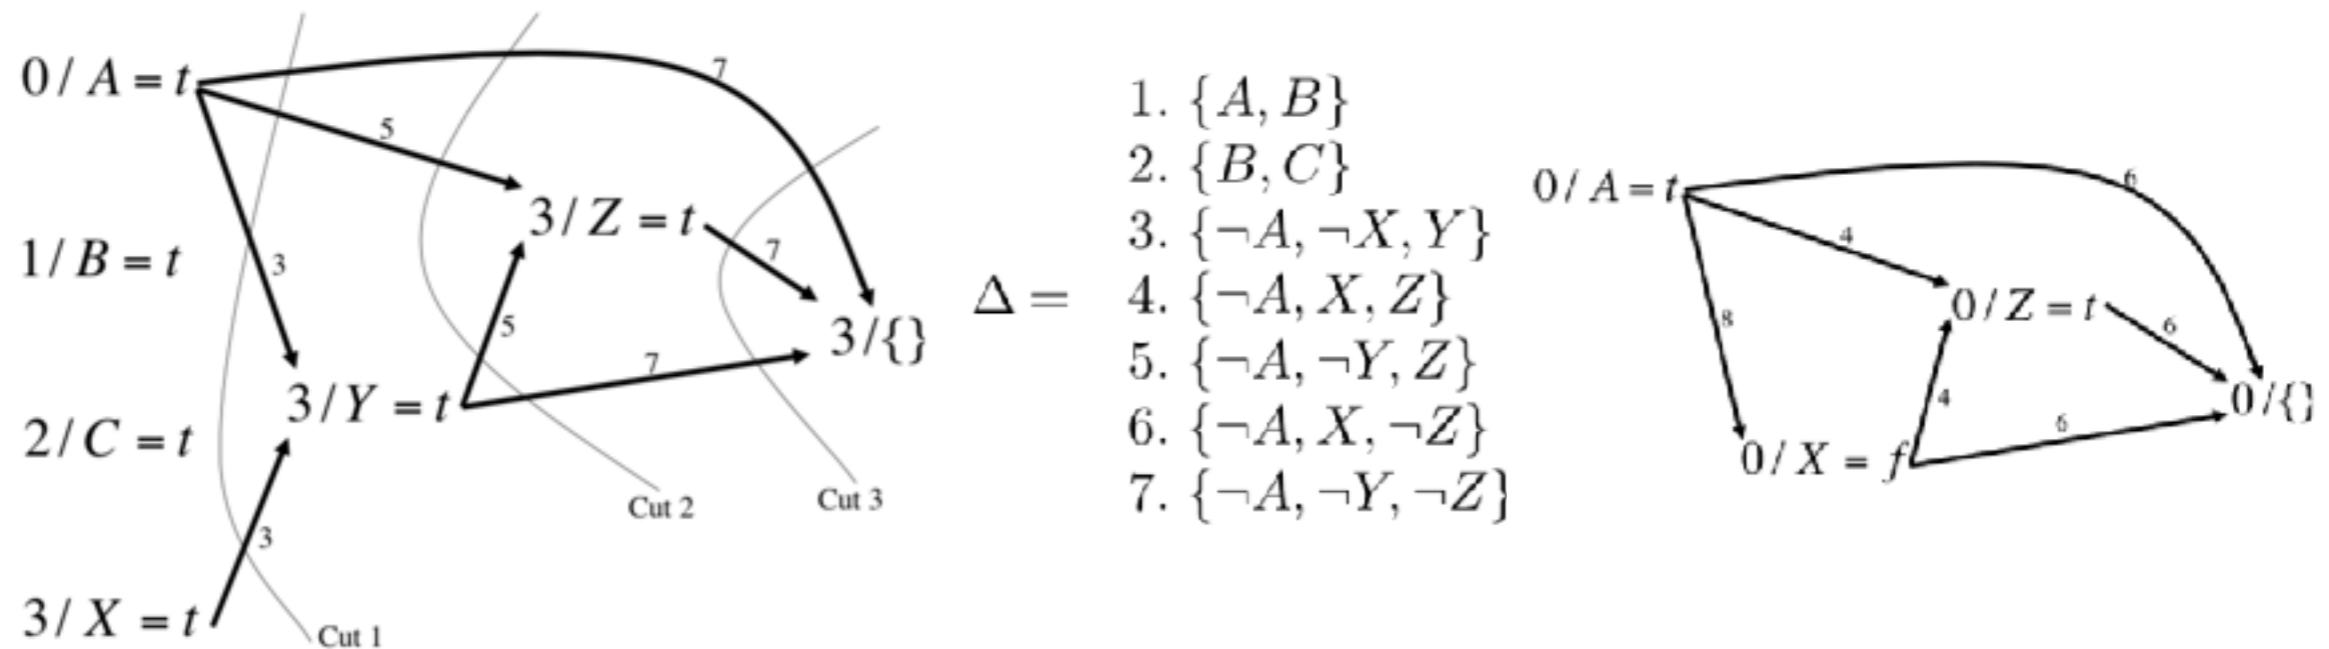 0/ A = t
7
5
3/ Z = t
1/ B = t
3
7
5
3/{}
7
3/ Y = t
2/ C = t
Cut 2
Cut 3
3
3/ X = t
Cut 1
Δ =
1. {A, B}
2. {B, C}
3. {¬A, ¬X, Y}
4. {¬A, X, Z}
5. {¬A, ¬Y, Z}
6. {¬A, X, ¬Z}
7. {¬A, ¬Y, ¬Z}
0/ A = t
6
4
0/ Z = t
8
6
4
0/{}
6
0/ X = f